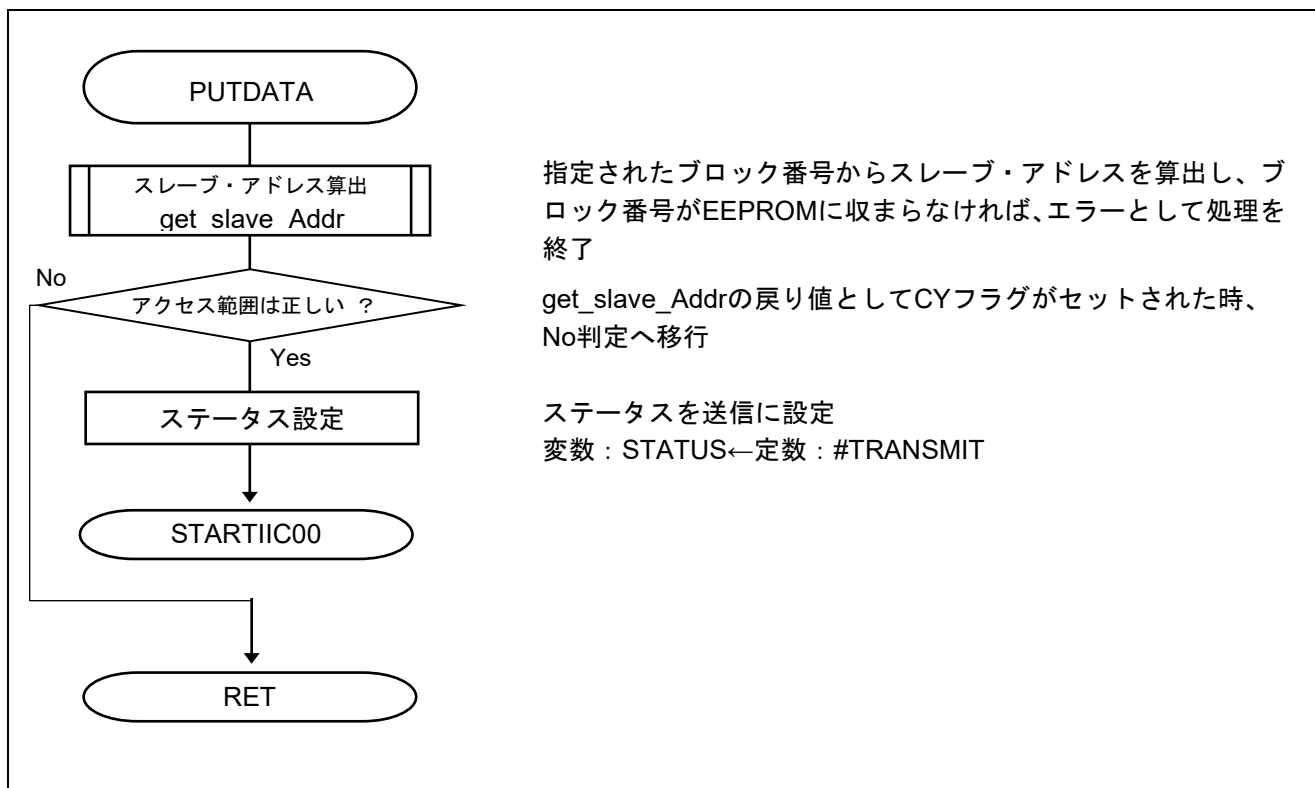 PUTDATA
スレーブ・アドレス算出
get_slave_Addr
指定されたブロック番号からスレーブ・アドレスを算出し、ブ
ロック番号がEEPROMに収まらなければ、エラーとして処理を
終了
No
アクセス範囲は正しい ？
get_slave_Addrの戻り値としてCYフラグがセットされた時、
No判定へ移行
Yes
ステータス設定
ステータスを送信に設定
変数：STATUS←定数：#TRANSMIT
STARTIIC00
RET